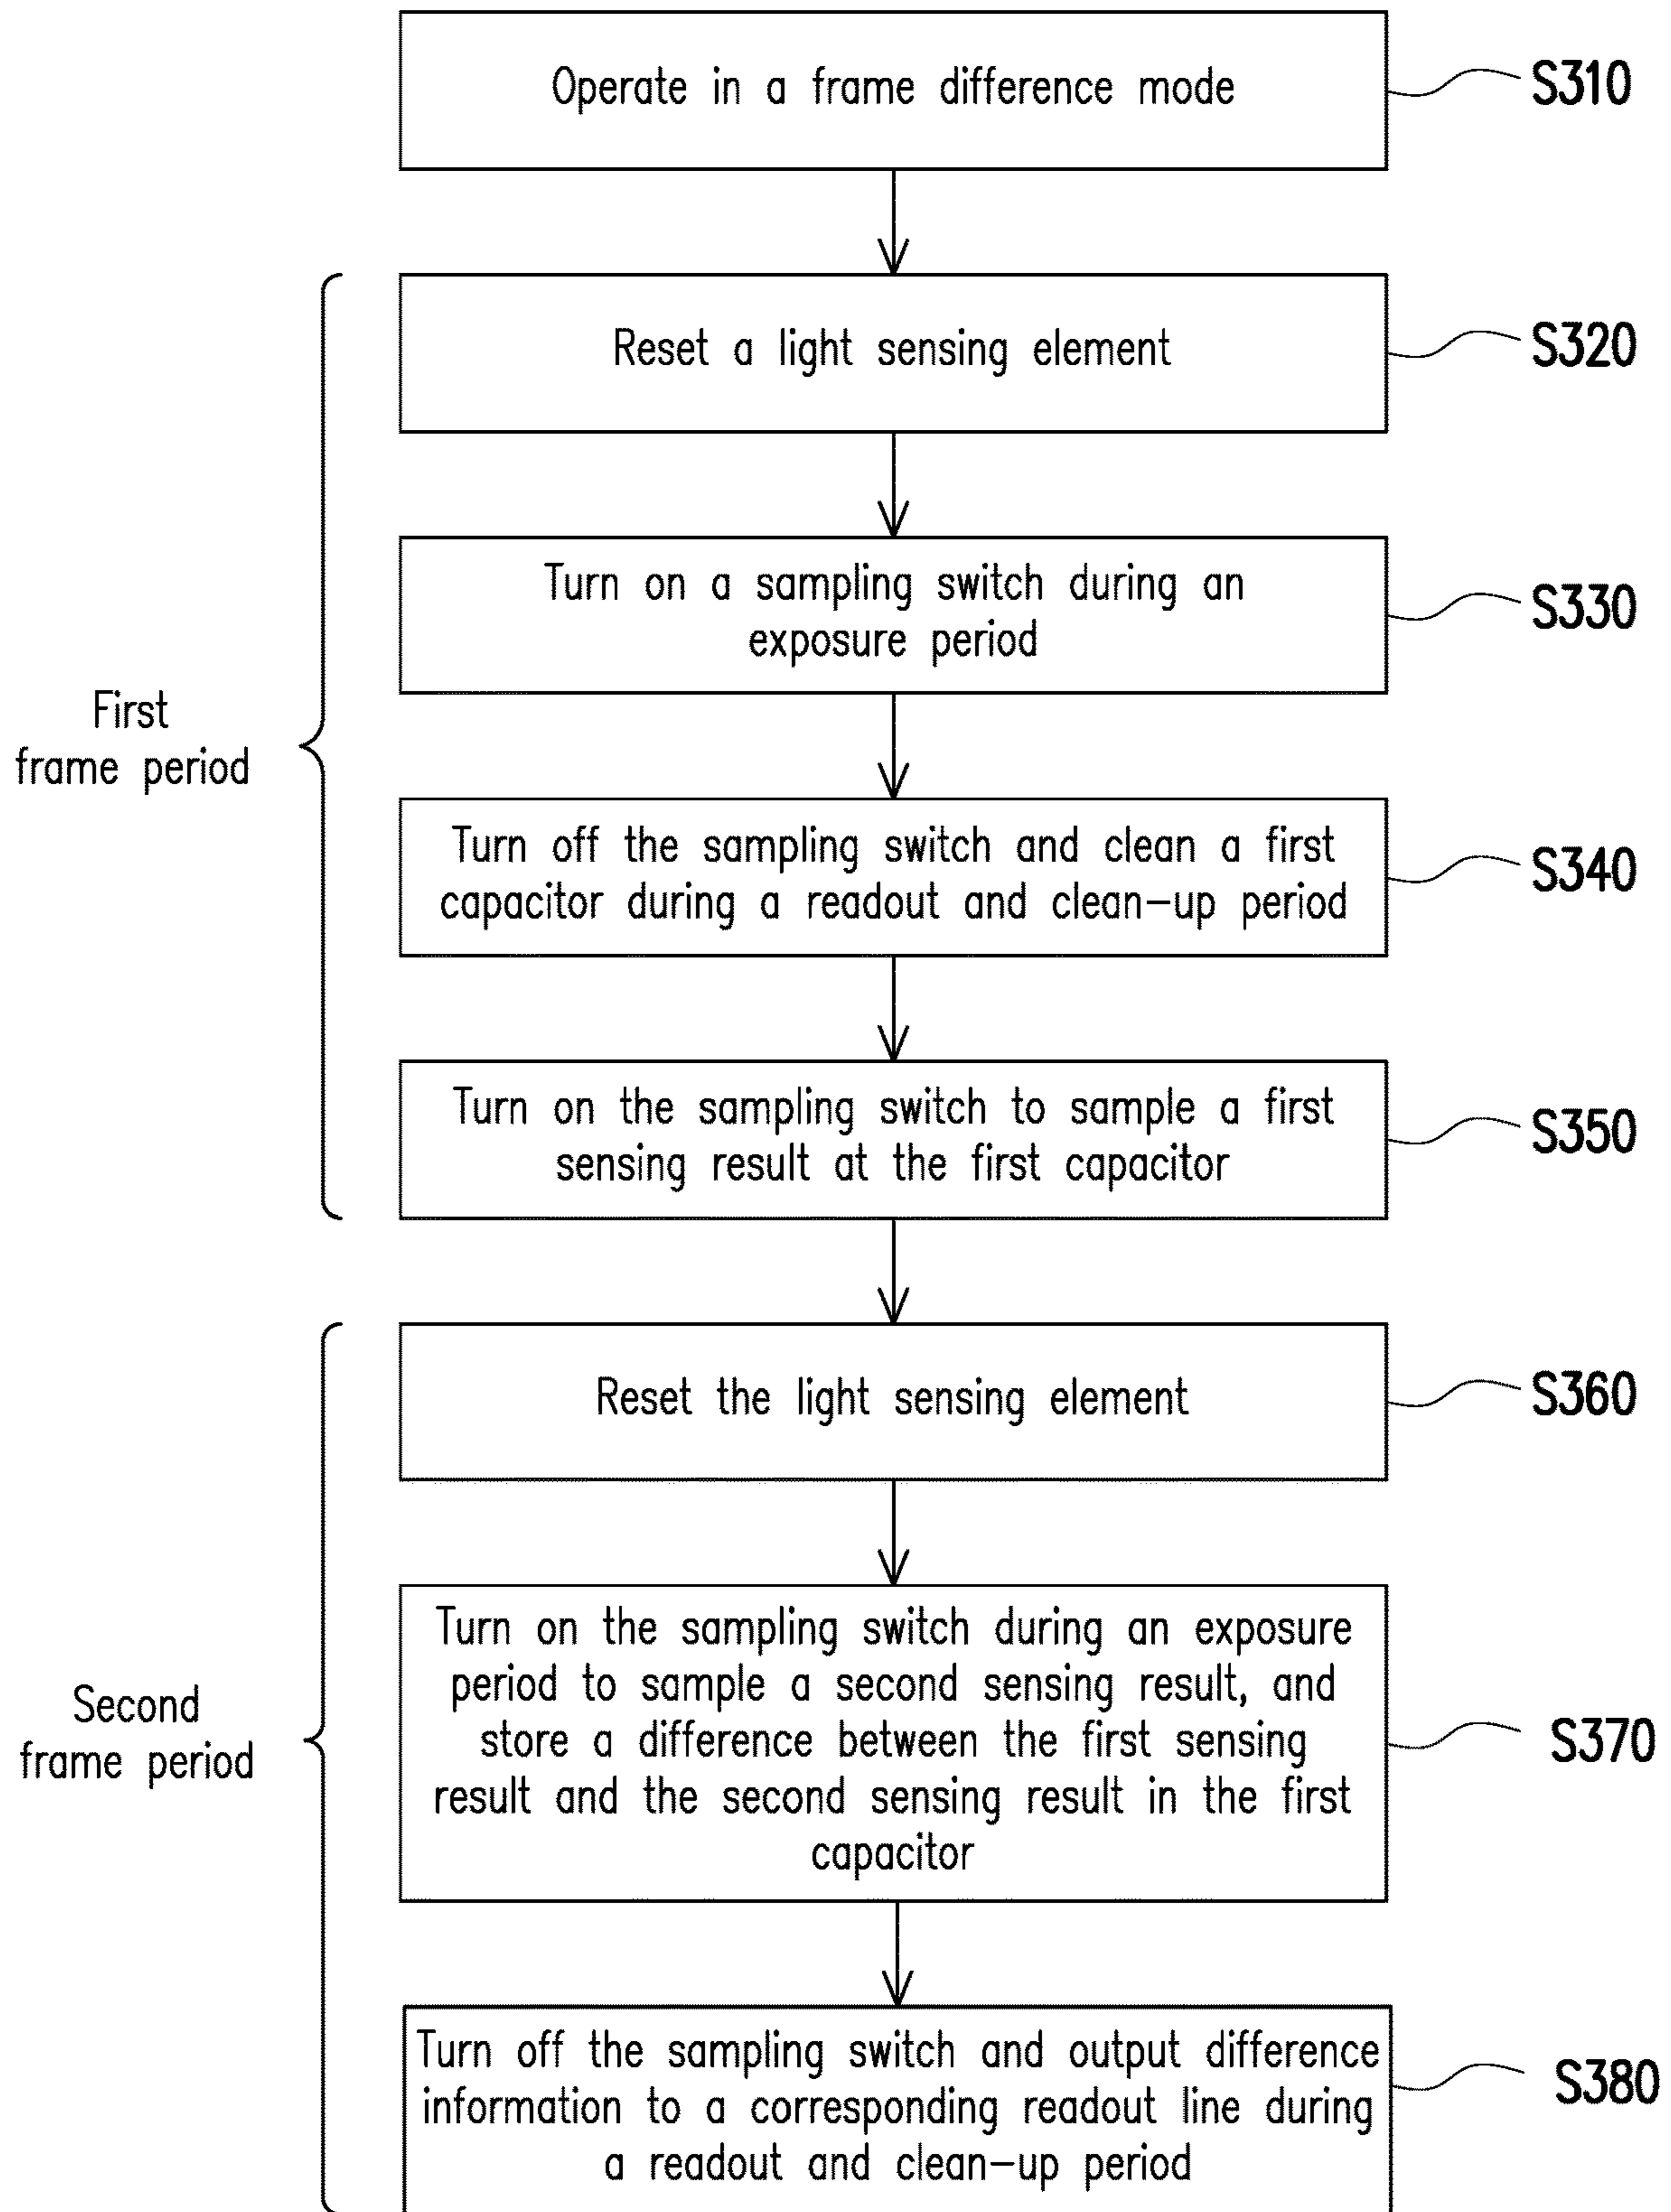 Operate in a frame difference mode
S310
Reset a light sensing element
S320
Turn on a sampling switch during an
exposure period
S330
First
frame period
Turn off the sampling switch and clean a first
capacitor during a readout and clean-up period
S340
Turn on the sampling switch to sample a first
sensing result at the first capacitor
S350
Reset the light sensing element
S360
Second
frame period
Turn on the sampling switch during an exposure
period to sample a second sensing result, and
store a difference between the first sensing
result and the second sensing result in the first
capacitor
S370
Turn off the sampling switch and output difference
information to a corresponding readout line during
a readout and clean-up period
S380